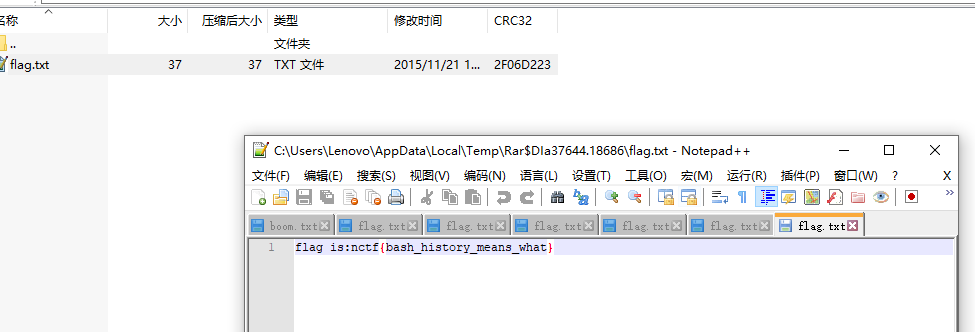 名称 大小 压缩后大小 类型 修改时间 CRC32
.. 文件夹
flag.txt 37 37 TXT 文件 2015/11/21 1... 2F06D223
C:\Users\Lenovo\AppData\Local\Temp\Rar$DIa37644.18686\flag.txt - Notepad++
文件(F) 编辑(E) 搜索(S) 视图(V) 编码(N) 语言(L) 设置(T) 工具(O) 宏(M) 运行(R) 插件(P) 窗口(W) ? X
boom.txt flag.txt flag.txt flag.txt flag.txt flag.txt flag.txt
1 flag is:nctf{bash_history_means_what}